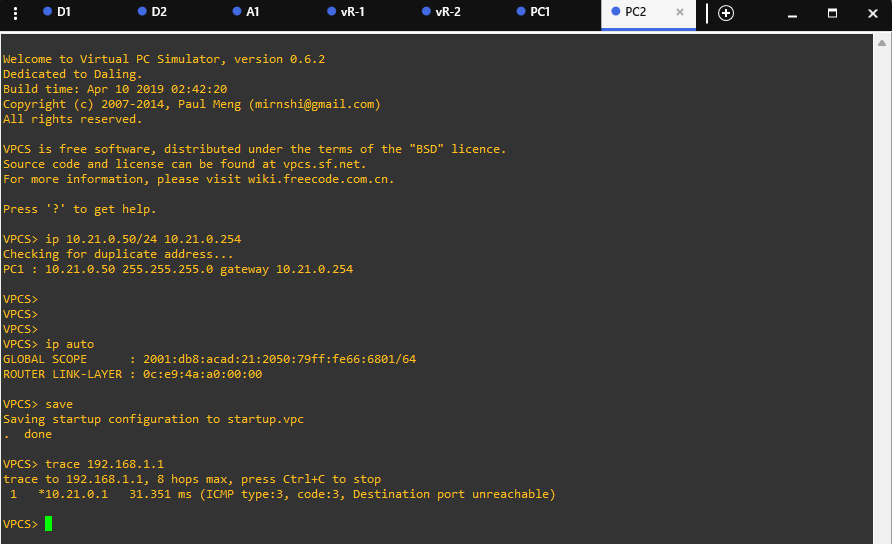 D1 D2 A1 vR-1 vR-2 PC1 PC2
Welcome to Virtual PC Simulator, version 0.6.2
Dedicated to Daling.
Build time: Apr 10 2019 02:42:20
Copyright (c) 2007-2014, Paul Meng (mirnshi@gmail.com)
All rights reserved.
VPCS is free software, distributed under the terms of the "BSD" licence.
Source code and license can be found at vpcs.sf.net.
For more information, please visit wiki.freecode.com.cn.
Press '?' to get help.
VPCS> ip 10.21.0.50/24 10.21.0.254
Checking for duplicate address...
PC1 : 10.21.0.50 255.255.255.0 gateway 10.21.0.254
VPCS>
VPCS>
VPCS>
VPCS> ip auto
GLOBAL SCOPE      : 2001:db8:acad:21:2050:79ff:fe66:6801/64
ROUTER LINK-LAYER : 0c:e9:4a:a0:00:00
VPCS> save
Saving startup configuration to startup.vpc
.  done
VPCS> trace 192.168.1.1
trace to 192.168.1.1, 8 hops max, press Ctrl+C to stop
 1   *10.21.0.1   31.351 ms (ICMP type:3, code:3, Destination port unreachable)
VPCS>